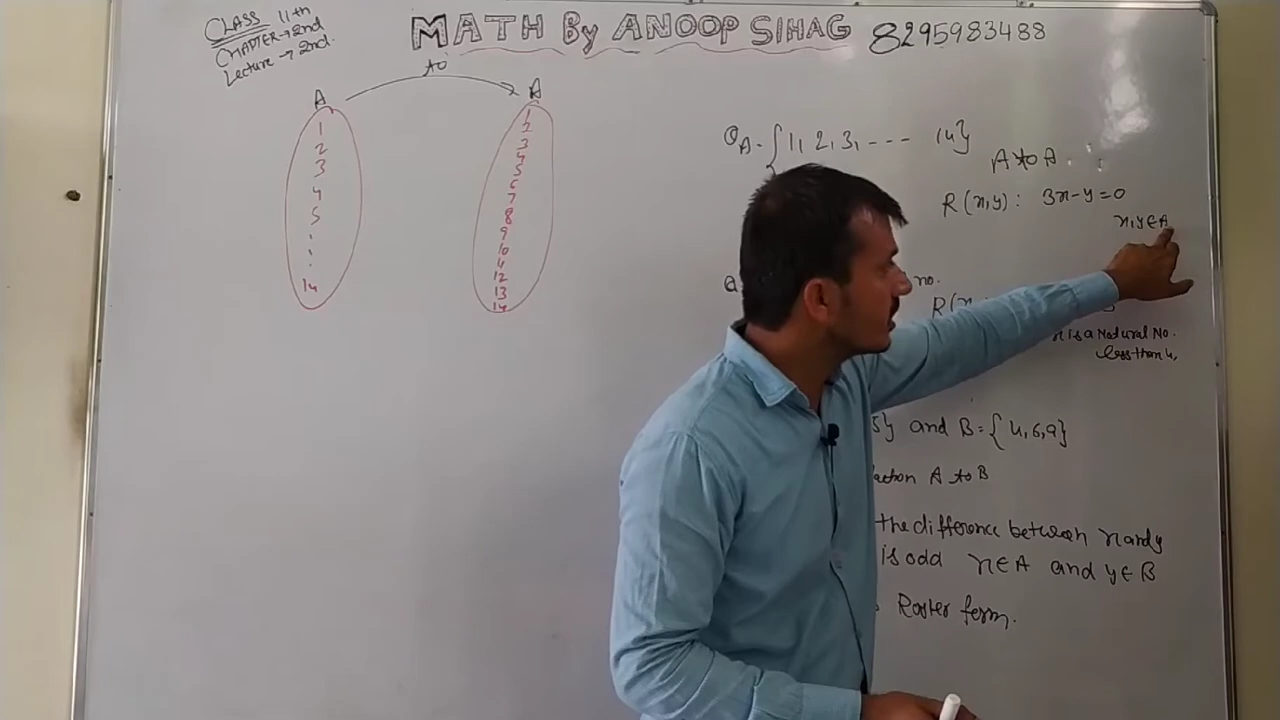 CLASS 11th
CHAPTER → 2nd
Lecture → 2nd.
MATH By ANOOP SIHAG 8295983488
A to A
1 1
2 2
3 3
4 4
5 5
. 6
. 7
. 8
14 9
10
11
12
13
14
A = { 1, 2, 3, --- 14}
A to A
R(x,y) : 3x-y=0
x,y∈A
no.
x is a Natural No.
less than 4,
5} and B = { 4, 6, 9}
A to B
the difference between x and y
is odd x∈A and y∈B
Roster form.